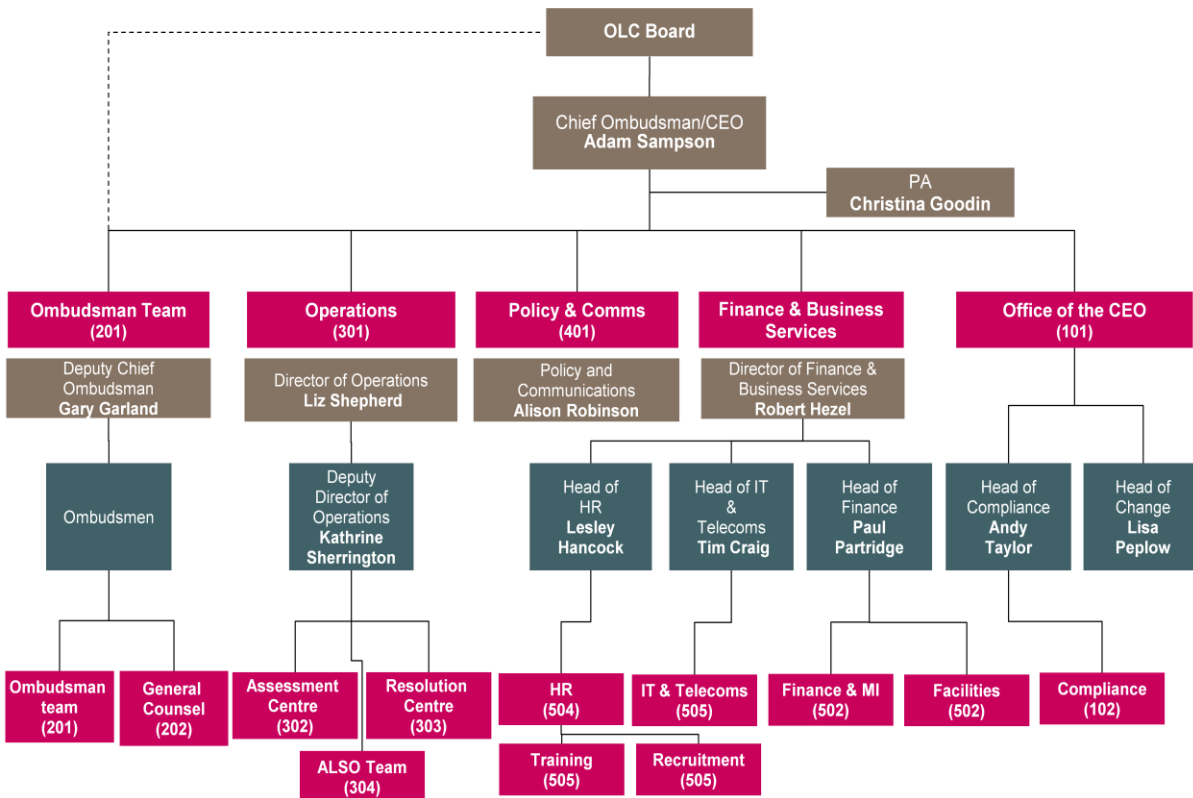 OLC Board
Chief Ombudsman/CEO
Adam Sampson
PA
Christina Goodin
Ombudsman Team
(201)
Operations
(301)
Policy & Comms
(401)
Finance & Business
Services
Office of the CEO
(101)
Deputy Chief
Ombudsman
Gary Garland
Director of Operations
Liz Shepherd
Policy and
Communications
Alison Robinson
Director of Finance &
Business Services
Robert Hezel
Ombudsmen
Deputy
Director of
Operations
Kathrine
Sherrington
Head of
HR
Lesley
Hancock
Head of IT
&
Telecoms
Tim Craig
Head of
Finance
Paul
Partridge
Head of
Compliance
Andy
Taylor
Head of
Change
Lisa
Peplow
Ombudsman
team
(201)
General
Counsel
(202)
Assessment
Centre
(302)
Resolution
Centre
(303)
HR
(504)
IT & Telecoms
(505)
Finance & MI
(502)
Facilities
(502)
Compliance
(102)
ALSO Team
(304)
Training
(505)
Recruitment
(505)